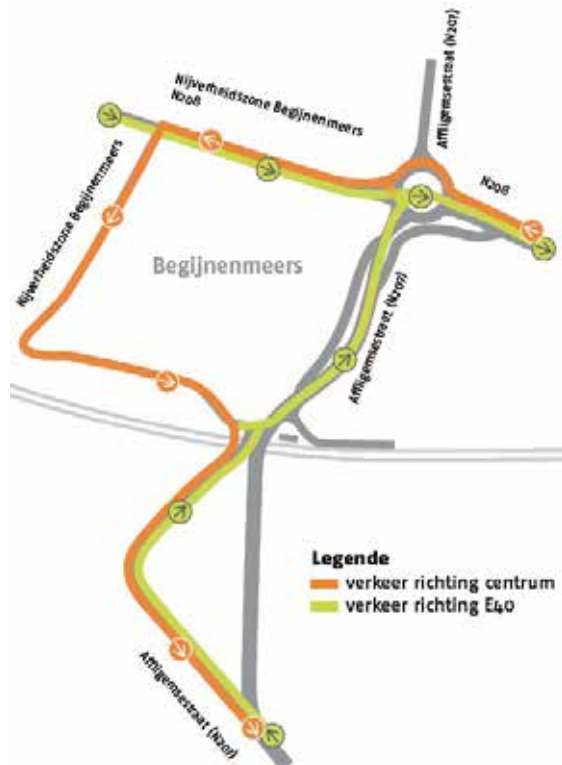 Affligemsestraat (N207)
Nijverheidszone Begijnenmeers
N208
N298
Nijverheidszone Begijnenmeers
Begijnenmeers
Affligemsestraat (N207)
Legende
verkeer richting centrum
verkeer richting E40
Affligemsestraat (N207)